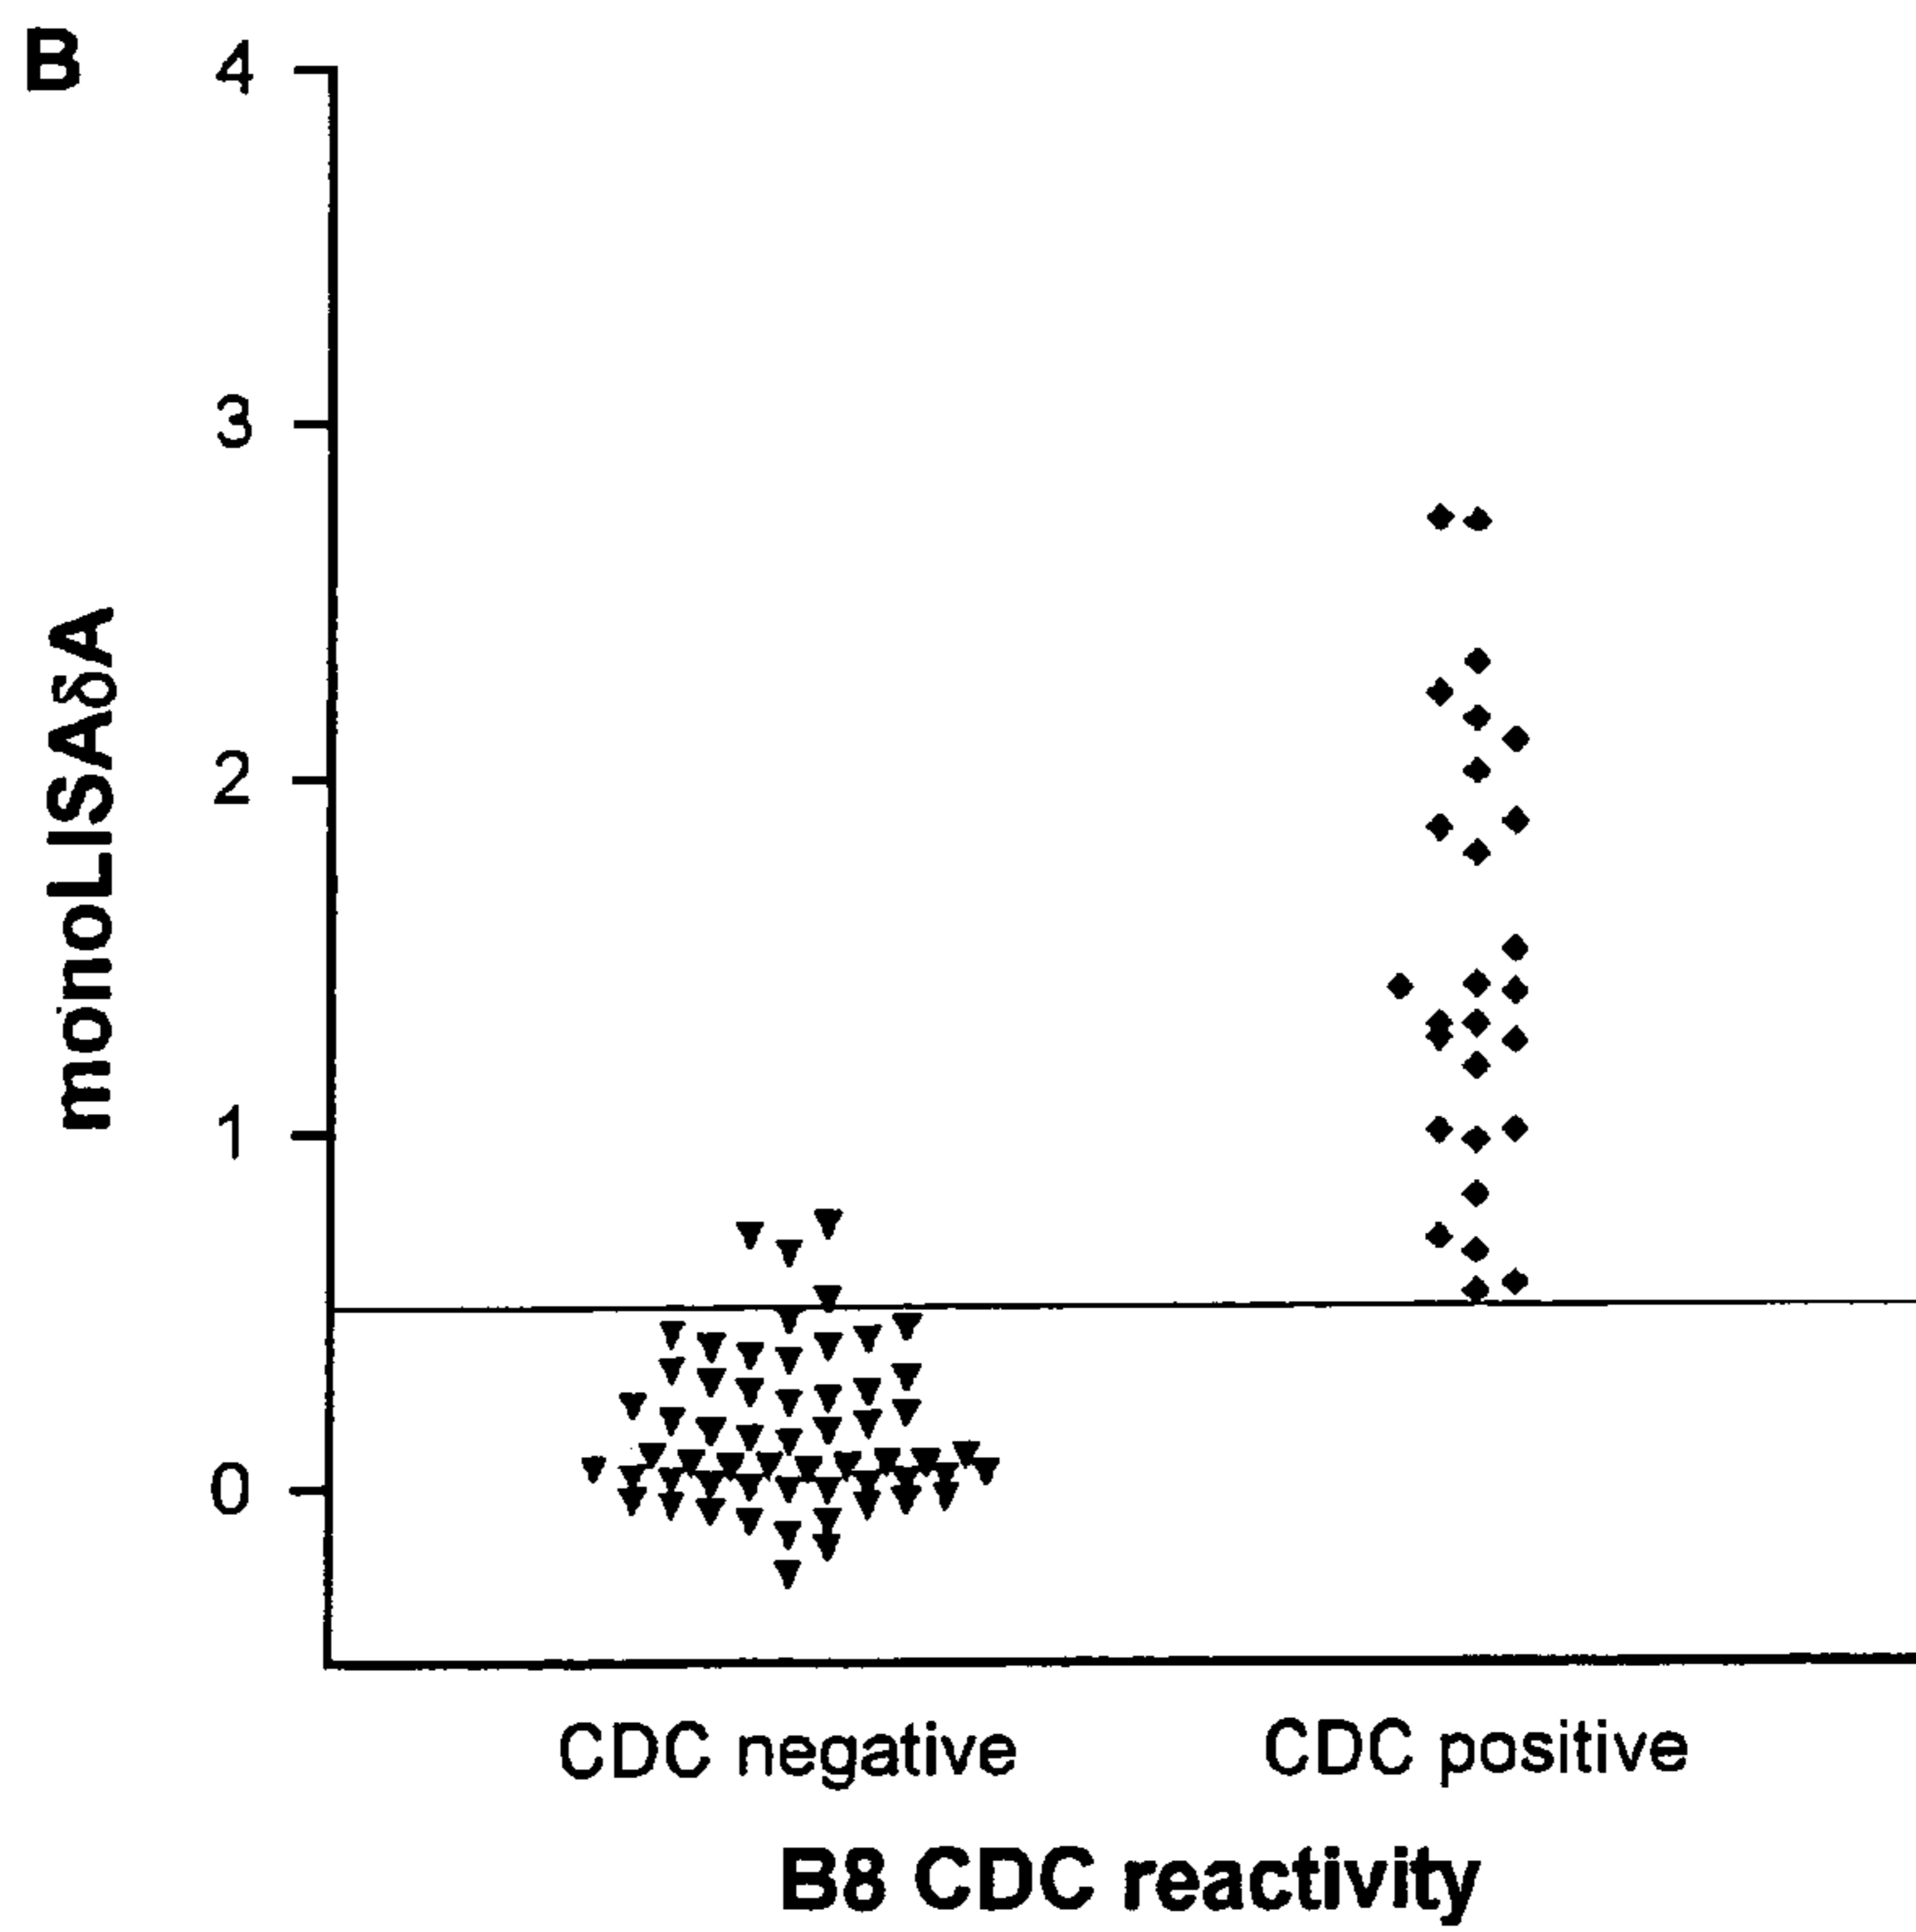 B
4
3
2
1
0
monoLISAδA
CDC negative
CDC positive
B8 CDC reactivity